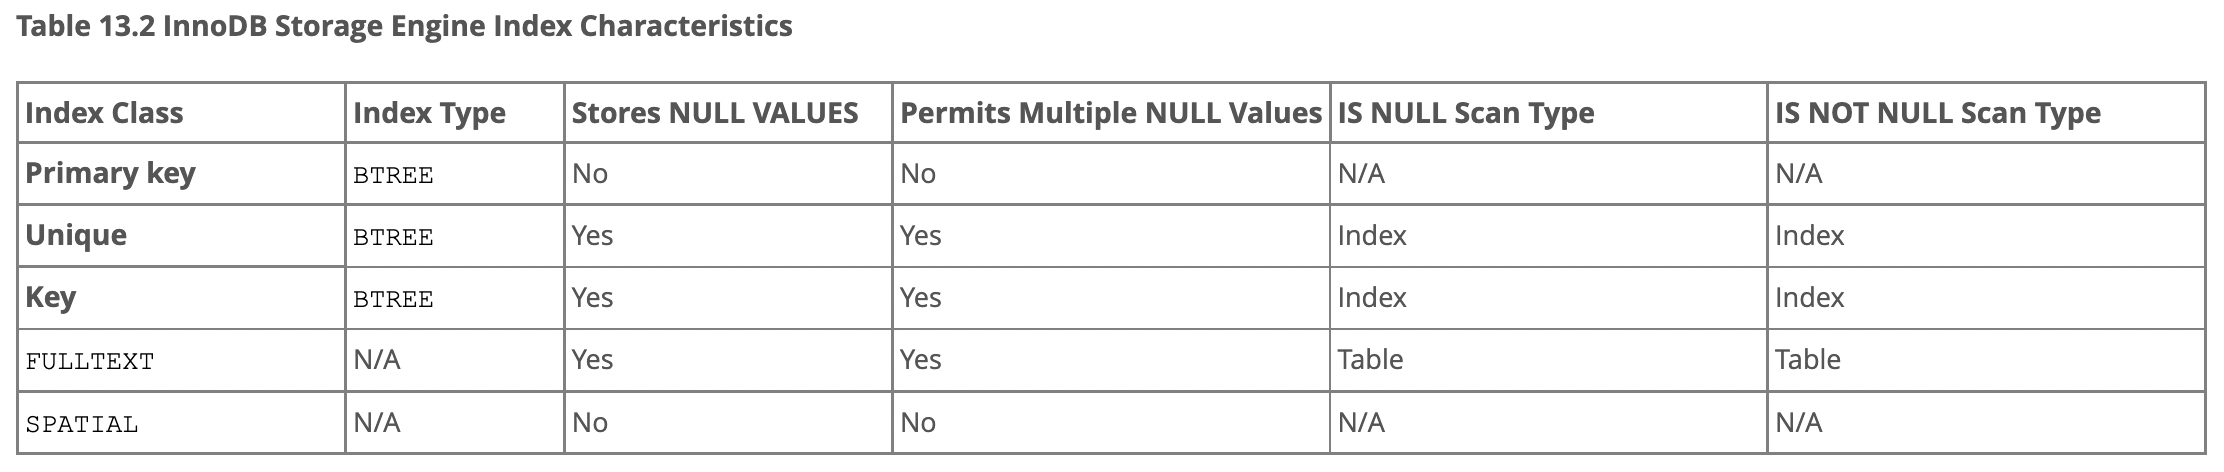 Table 13.2 InnoDB Storage Engine Index Characteristics
Index Class Index Type Stores NULL VALUES Permits Multiple NULL Values IS NULL Scan Type IS NOT NULL Scan Type
Primary key BTREE No No N/A N/A
Unique BTREE Yes Yes Index Index
Key BTREE Yes Yes Index Index
FULLTEXT N/A Yes Yes Table Table
SPATIAL N/A No No N/A N/A